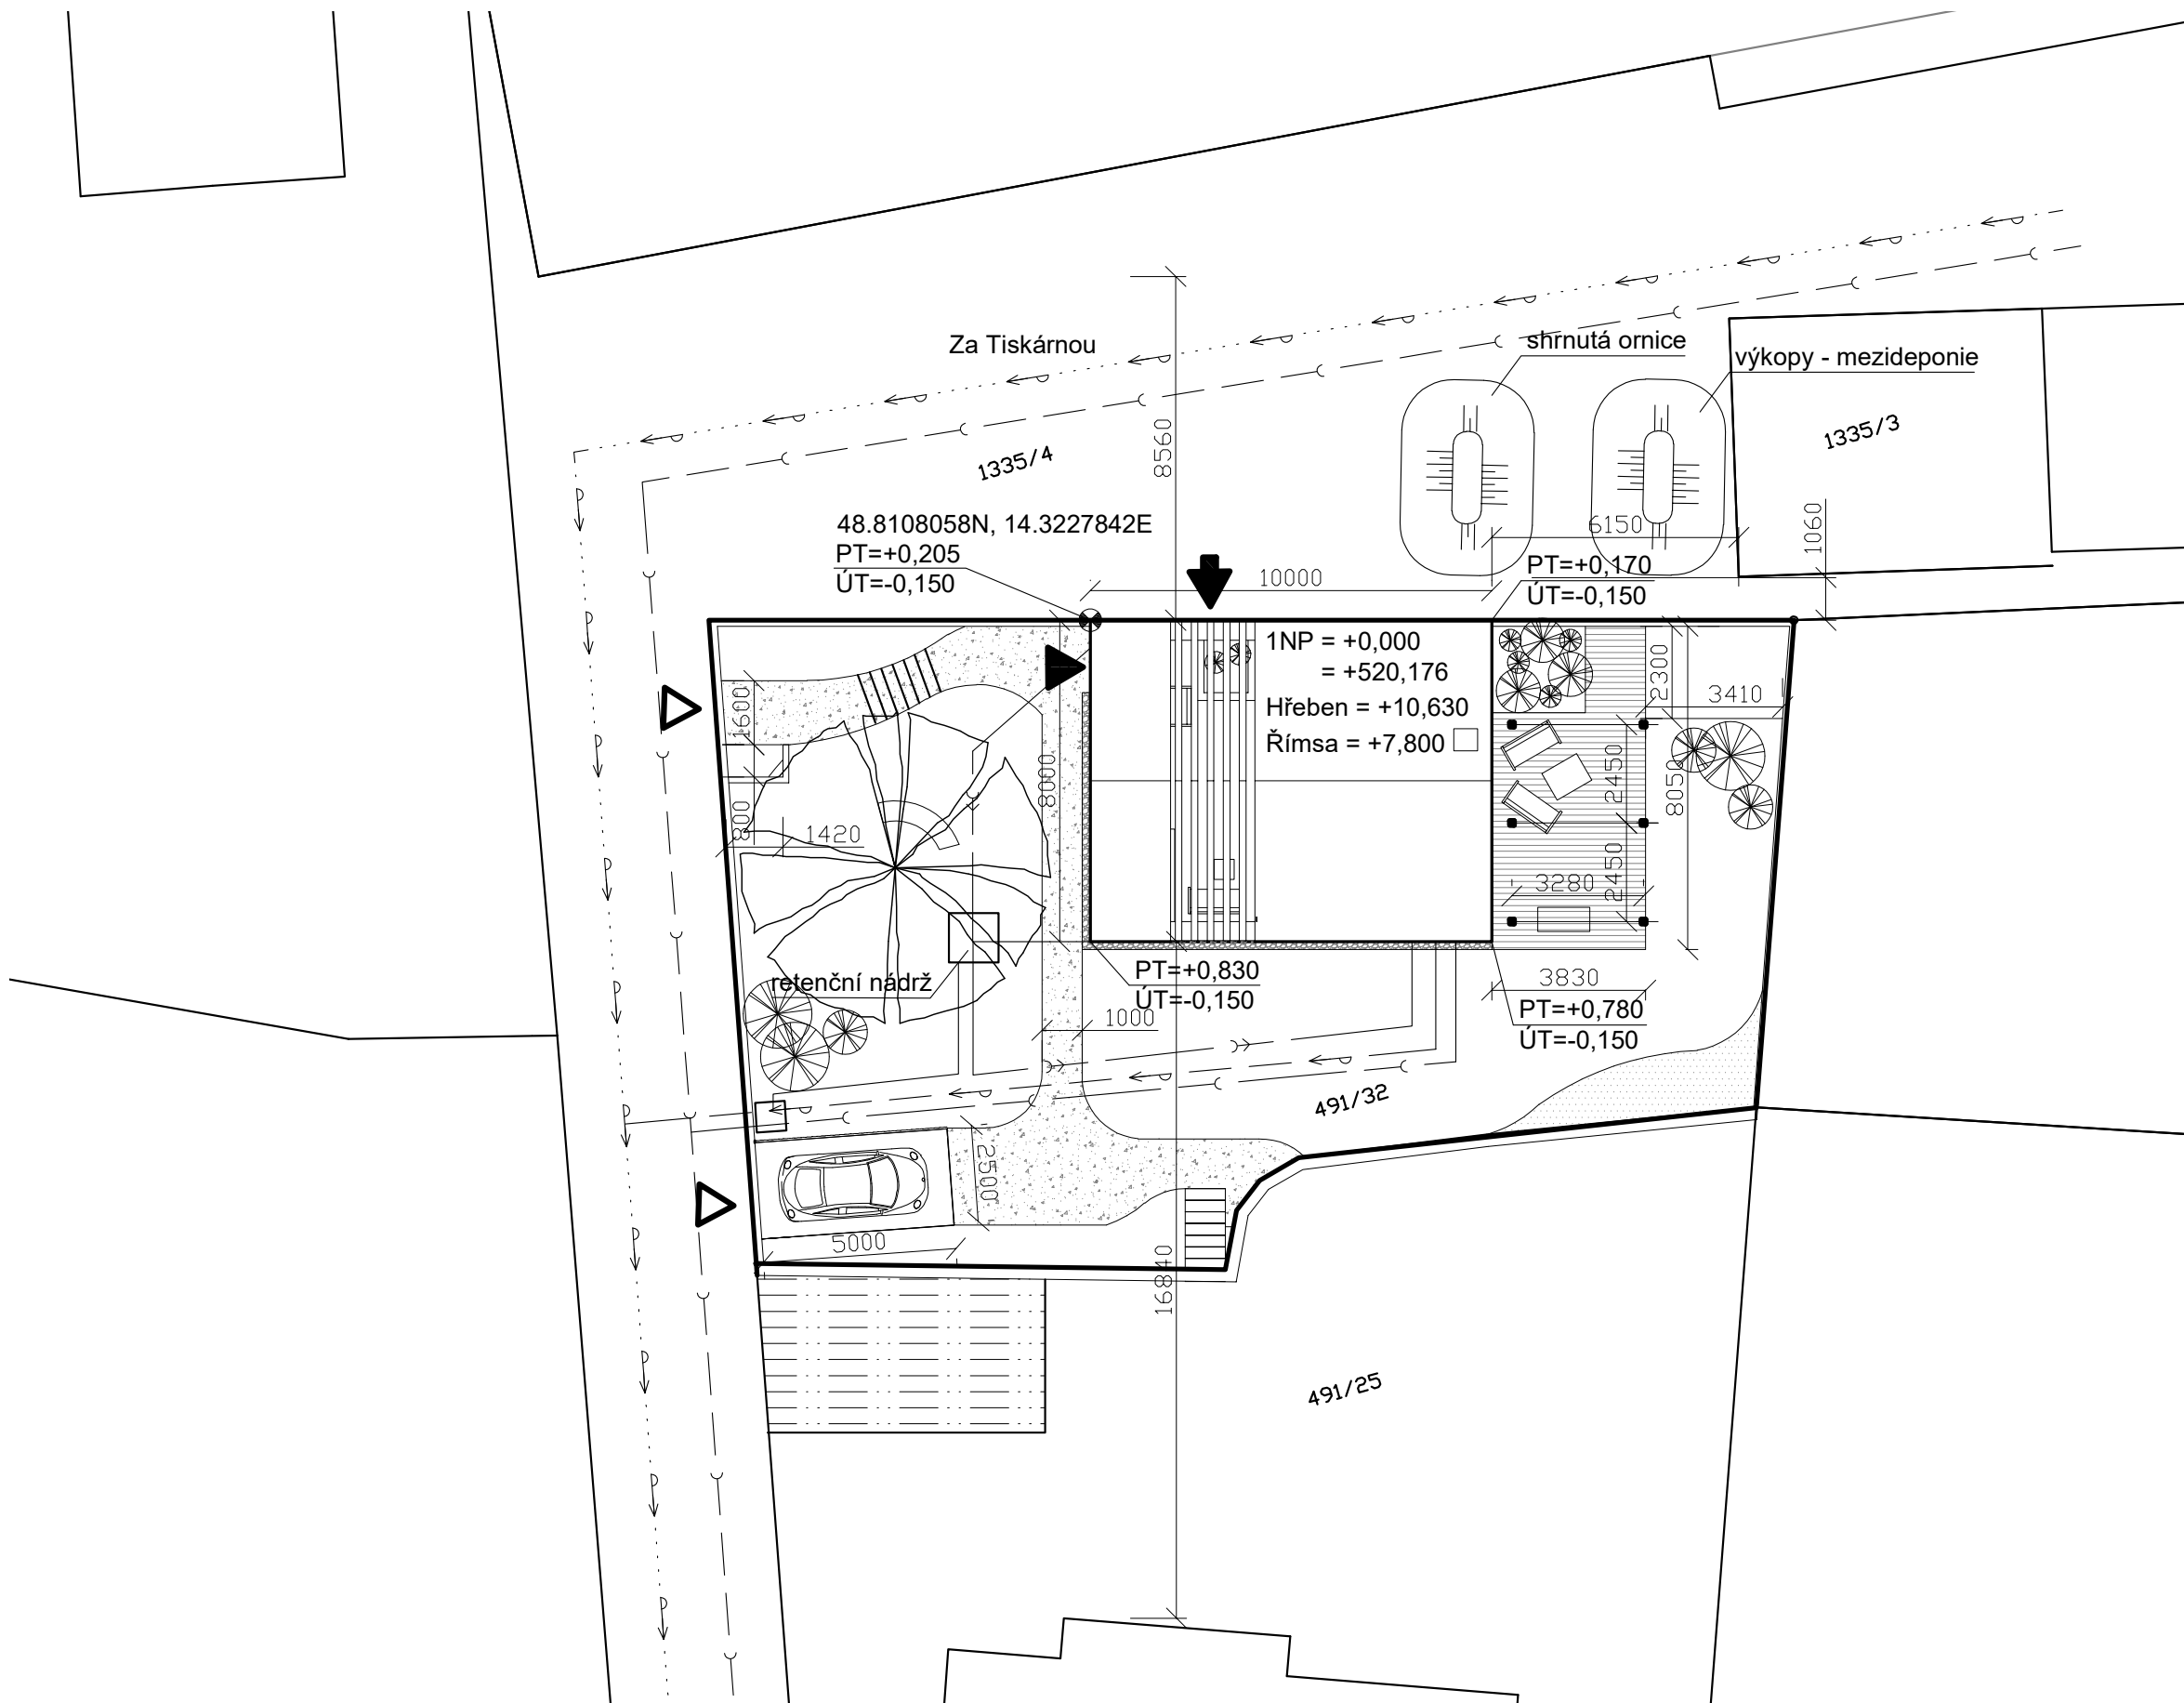 Za Tiskárnou
shrnutá ornice
výkopy - mezideponie
1335/3
1335/4
8560
48.8108058N, 14.3227842E
PT=+0,205
ÚT=-0,150
6150
1060
10000
PT=+0,170
ÚT=-0,150
1NP = +0,000
= +520,176
Hřeben = +10,630
Římsa = +7,800
2300
3410
1600
8000
2450
8050
800
1420
2450
3280
retenční nádrž
PT=+0,830
ÚT=-0,150
3830
PT=+0,780
ÚT=-0,150
1000
491/32
2500
5000
16840
491/25